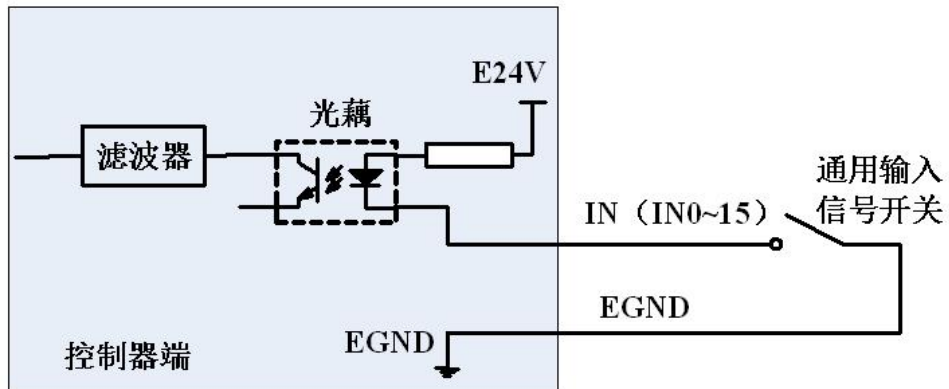 E24V
光藕
滤波器
通用输入
信号开关
IN（IN0~15）
EGND
EGND
控制器端